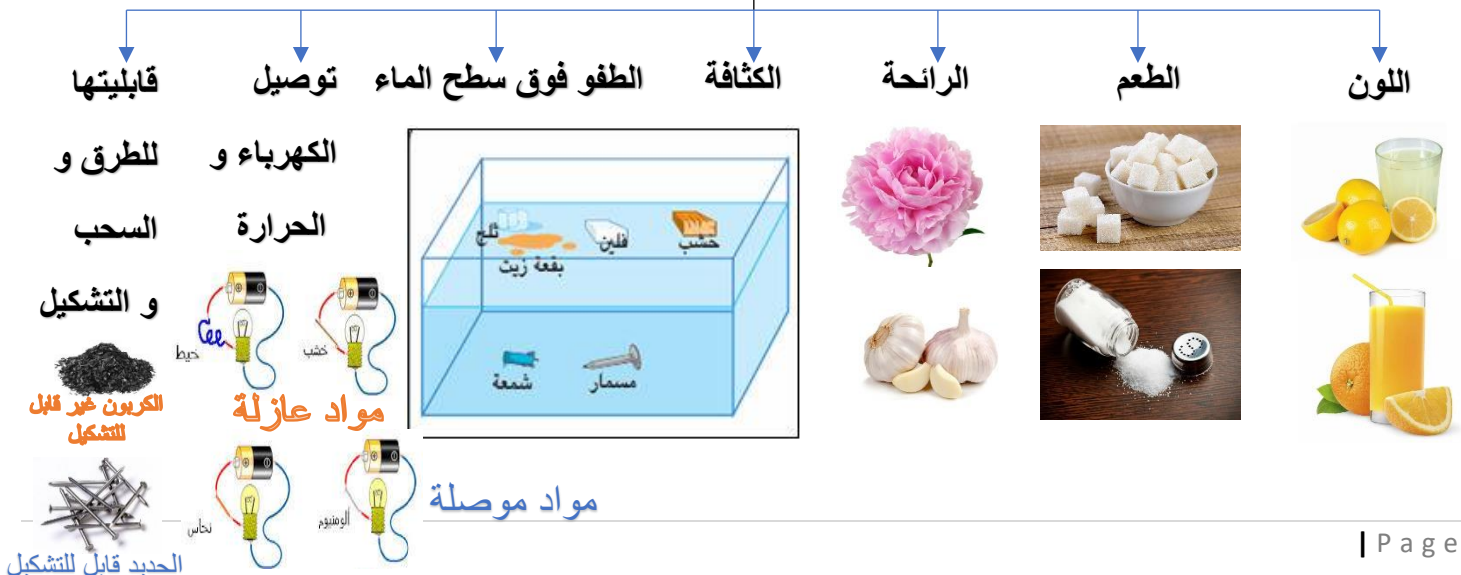 اللون
الطعم
الرائحة
الكثافة
الطفو فوق سطح الماء
ثلج
بقعة زيت
فلين
خشب
شمعة
مسمار
توصيل
الكهرباء و
الحرارة
خيط
خشب
مواد عازلة
نحاس
الومنيوم
مواد موصلة
قابليتها
للطرق و
السحب
و التشكيل
الكربون غير قابل
للتشكيل
الحديد قابل للتشكيل
| P a g e